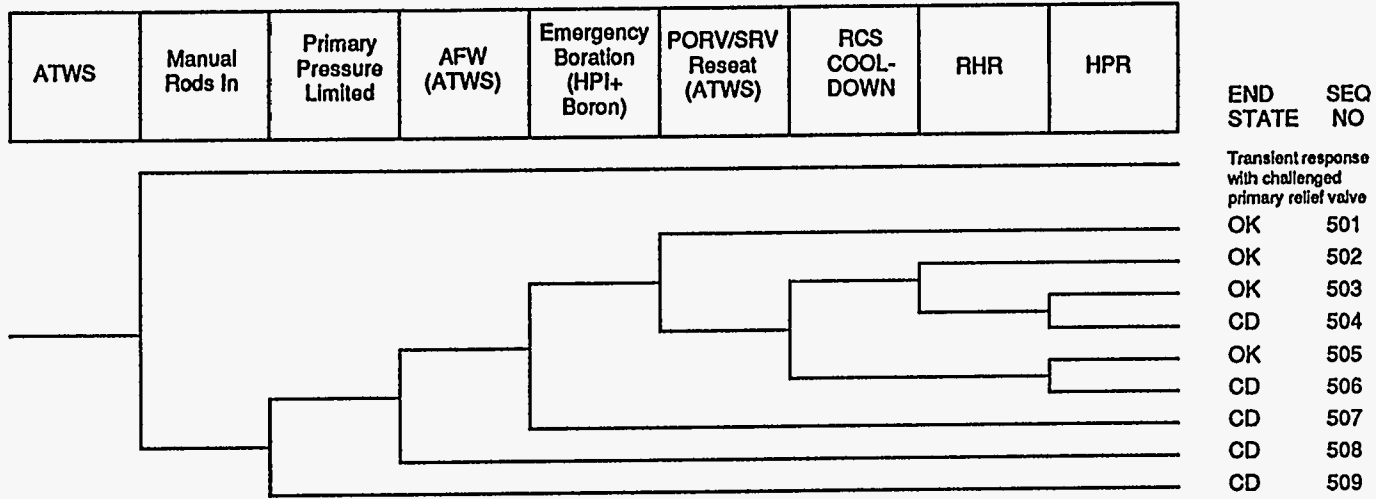 ATWS
Manual
Rods In
Primary
Pressure
Limited
AFW
(ATWS)
Emergency
Boration
(HPI+
Boron)
PORV/SRV
Reseat
(ATWS)
RCS
COOL-
DOWN
RHR
HPR
END SEQ
STATE NO
Transient response
with challenged
primary relief valve
OK 501
OK 502
OK 503
CD 504
OK 505
CD 506
CD 507
CD 508
CD 509